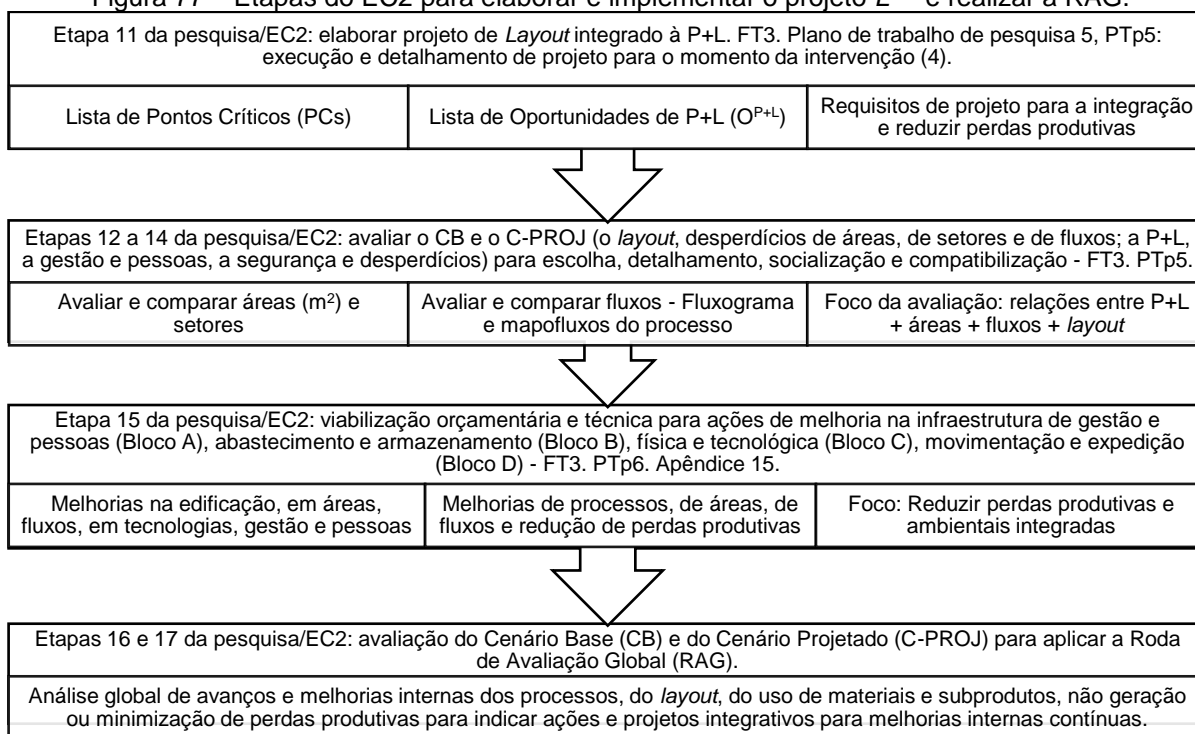 Figura 77 – Etapas do EC2 para elaborar e implementar o projeto L e realizar a RAG.
Etapa 11 da pesquisa/EC2: elaborar projeto de Layout integrado à P+L. FT3. Plano de trabalho de pesquisa 5, PTp5:
execução e detalhamento de projeto para o momento da intervenção (4).
Lista de Pontos Críticos (PCs)
Lista de Oportunidades de P+L (O^P+L)
Requisitos de projeto para a integração
e reduzir perdas produtivas
Etapas 12 a 14 da pesquisa/EC2: avaliar o CB e o C-PROJ (o layout, desperdícios de áreas, de setores e de fluxos; a P+L,
a gestão e pessoas, a segurança e desperdícios) para escolha, detalhamento, socialização e compatibilização - FT3. PTp5.
Avaliar e comparar áreas (m²) e
setores
Avaliar e comparar fluxos - Fluxograma
e mapofluxos do processo
Foco da avaliação: relações entre P+L
+ áreas + fluxos + layout
Etapa 15 da pesquisa/EC2: viabilização orçamentária e técnica para ações de melhoria na infraestrutura de gestão e
pessoas (Bloco A), abastecimento e armazenamento (Bloco B), física e tecnológica (Bloco C), movimentação e expedição
(Bloco D) - FT3. PTp6. Apêndice 15.
Melhorias na edificação, em áreas,
fluxos, em tecnologias, gestão e pessoas
Melhorias de processos, de áreas, de
fluxos e redução de perdas produtivas
Foco: Reduzir perdas produtivas e
ambientais integradas
Etapas 16 e 17 da pesquisa/EC2: avaliação do Cenário Base (CB) e do Cenário Projetado (C-PROJ) para aplicar a Roda
de Avaliação Global (RAG).
Análise global de avanços e melhorias internas dos processos, do layout, do uso de materiais e subprodutos, não geração
ou minimização de perdas produtivas para indicar ações e projetos integrativos para melhorias internas contínuas.